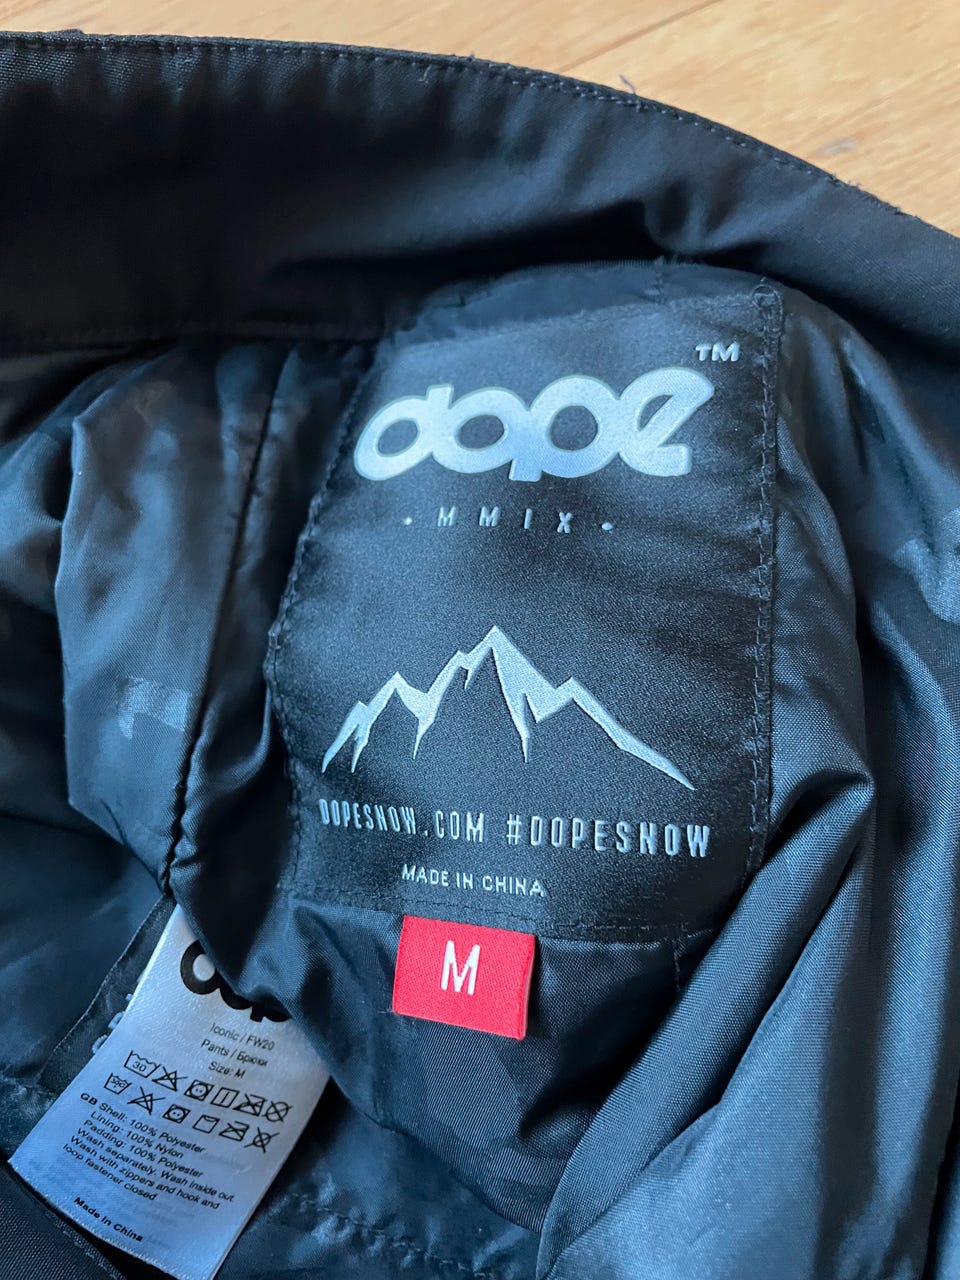 dope™
· MMIX ·
DOPESNOW.COM #DOPESNOW
MADE IN CHINA
M
dope
Iconic / FW20
Pants / Брюки
Size: M
30
GB Shell: 100% Polyester
Lining: 100% Nylon
Padding: 100% Polyester
Wash separately. Wash inside out.
Wash with zippers and hook and
loop fastener closed
Made in China